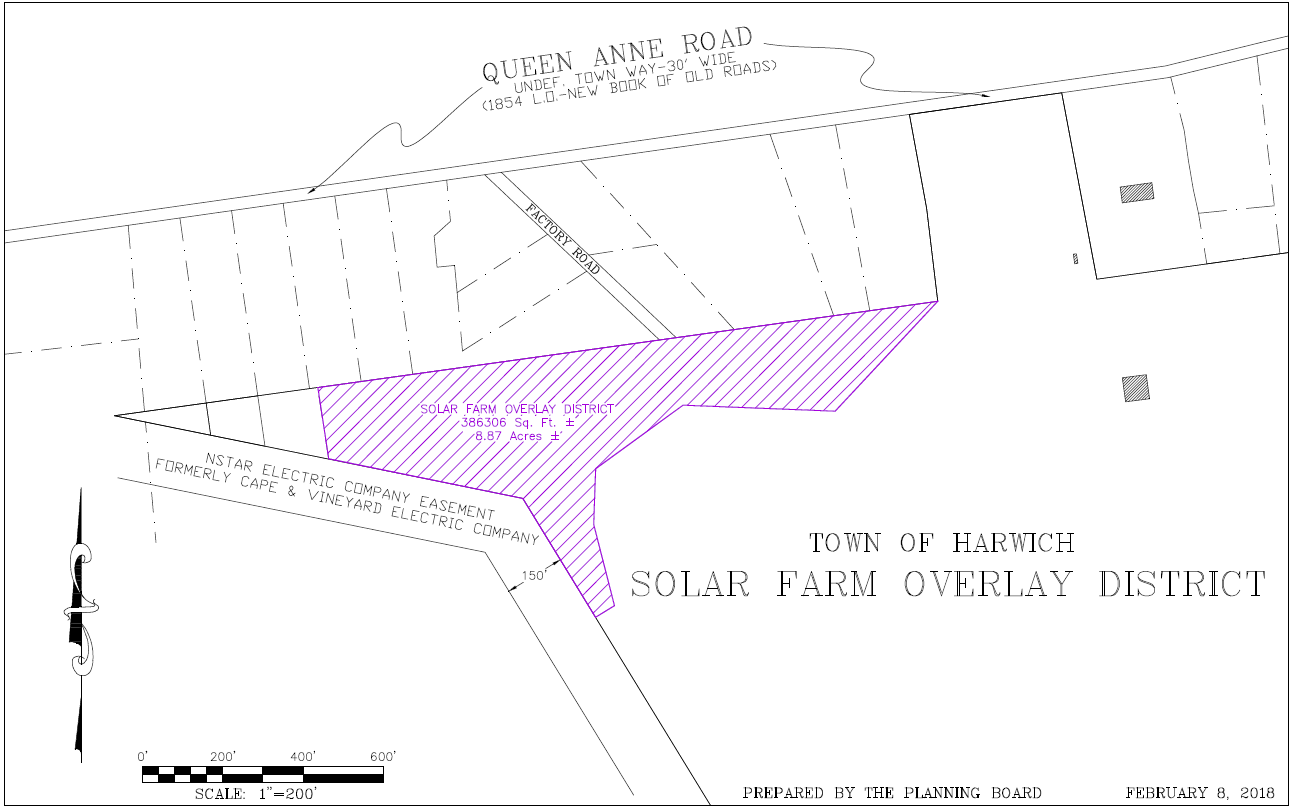 QUEEN ANNE ROAD
UNDEF. TOWN WAY-30' WIDE
(1854 L.O.-NEW BOOK OF OLD ROADS)
FACTORY ROAD
SOLAR FARM OVERLAY DISTRICT
386306 Sq. Ft. ±
8.87 Acres ±
NSTAR ELECTRIC COMPANY EASEMENT
FORMERLY CAPE & VINEYARD ELECTRIC COMPANY
150'
TOWN OF HARWICH
SOLAR FARM OVERLAY DISTRICT
0' 200' 400' 600'
SCALE: 1"=200'
PREPARED BY THE PLANNING BOARD
FEBRUARY 8, 2018